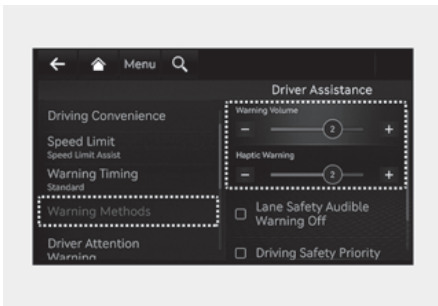 Menu
Driver Assistance
Driving Convenience
Speed Limit
Speed Limit Assist
Warning Timing
Standard
Warning Methods
Driver Attention
Warning
Warning Volume
− 2 +
Haptic Warning
− 2 +
Lane Safety Audible
Warning Off
Driving Safety Priority